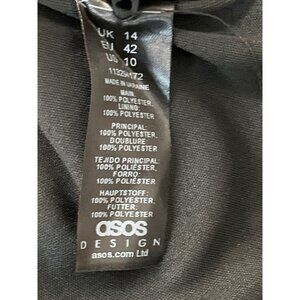 UK 14
EU 42
US 10
MADE IN UKRAINE
MAIN:
100% POLYESTER.
LINING:
100% POLYESTER
PRINCIPAL:
100% POLYESTER.
DOUBLURE:
100% POLYESTER
TEJIDO PRINCIPAL:
100% POLIÉSTER.
FORRO:
100% POLIÉSTER
HAUPTSTOFF:
100% POLYESTER.
FUTTER:
100% POLYESTER
asos
DESIGN
asos.com Ltd